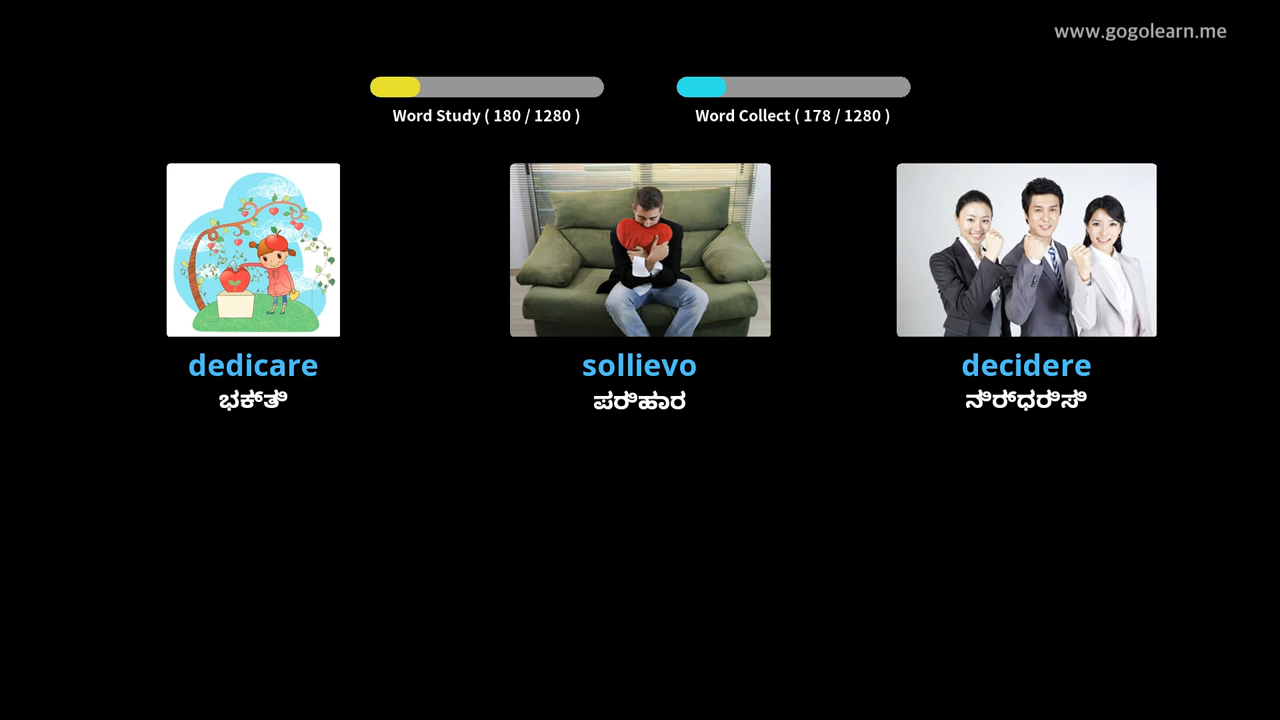 www.gogolearn.me
Word Study ( 180 / 1280 )
Word Collect ( 178 / 1280 )
dedicare
sollievo
decidere
ಭಕ್ತಿ
ಪರಿಹಾರ
ನಿರ್ಧರಿಸಿ